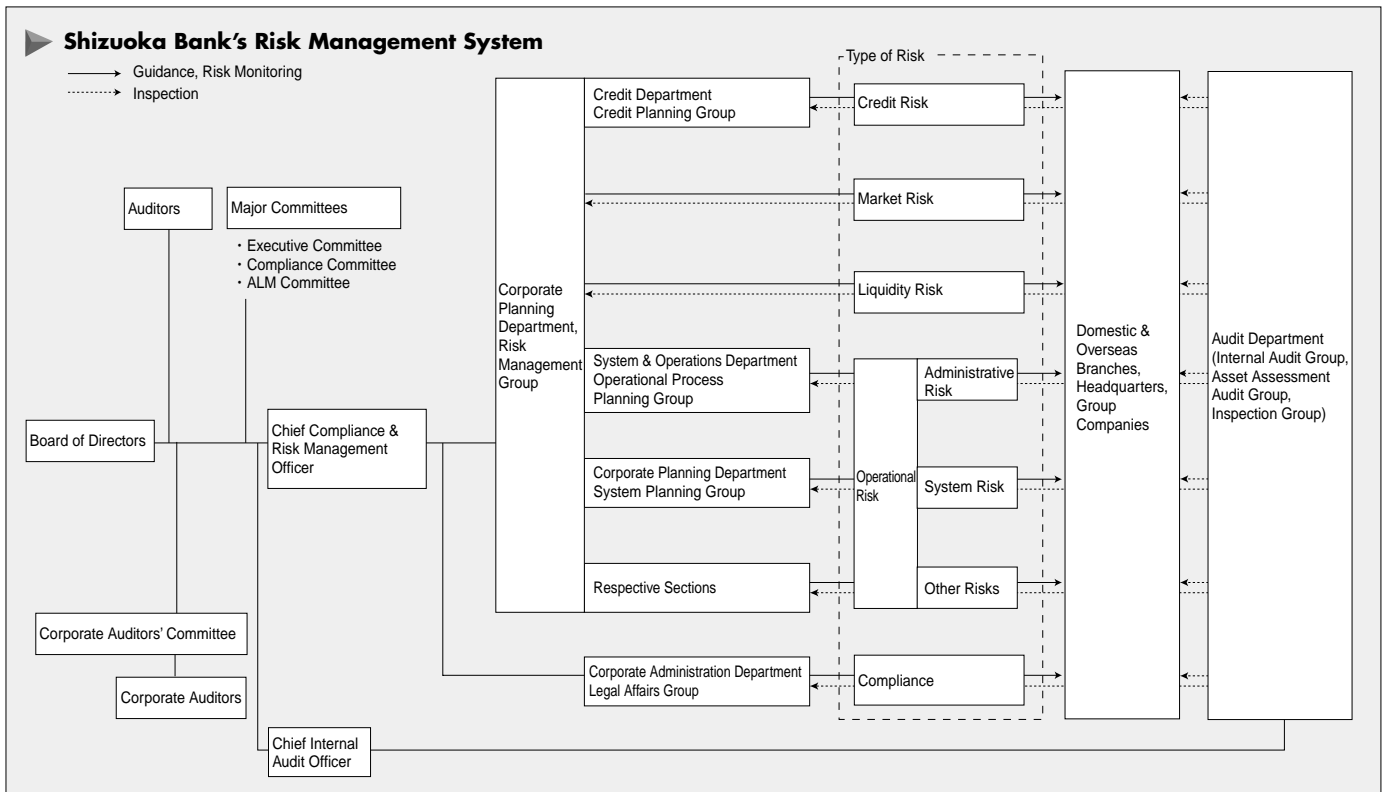 Shizuoka Bank's Risk Management System
Guidance, Risk Monitoring
Inspection
Auditors
Major Committees
・Executive Committee
・Compliance Committee
・ALM Committee
Board of Directors
Chief Compliance &
Risk Management
Officer
Corporate Auditors' Committee
Corporate Auditors
Chief Internal
Audit Officer
Corporate
Planning
Department,
Risk
Management
Group
Credit Department
Credit Planning Group
System & Operations Department
Operational Process
Planning Group
Corporate Planning Department
System Planning Group
Respective Sections
Corporate Administration Department
Legal Affairs Group
Type of Risk
Credit Risk
Market Risk
Liquidity Risk
Operational
Risk
Administrative
Risk
System Risk
Other Risks
Compliance
Domestic &
Overseas
Branches,
Headquarters,
Group
Companies
Audit Department
(Internal Audit Group,
Asset Assessment
Audit Group,
Inspection Group)